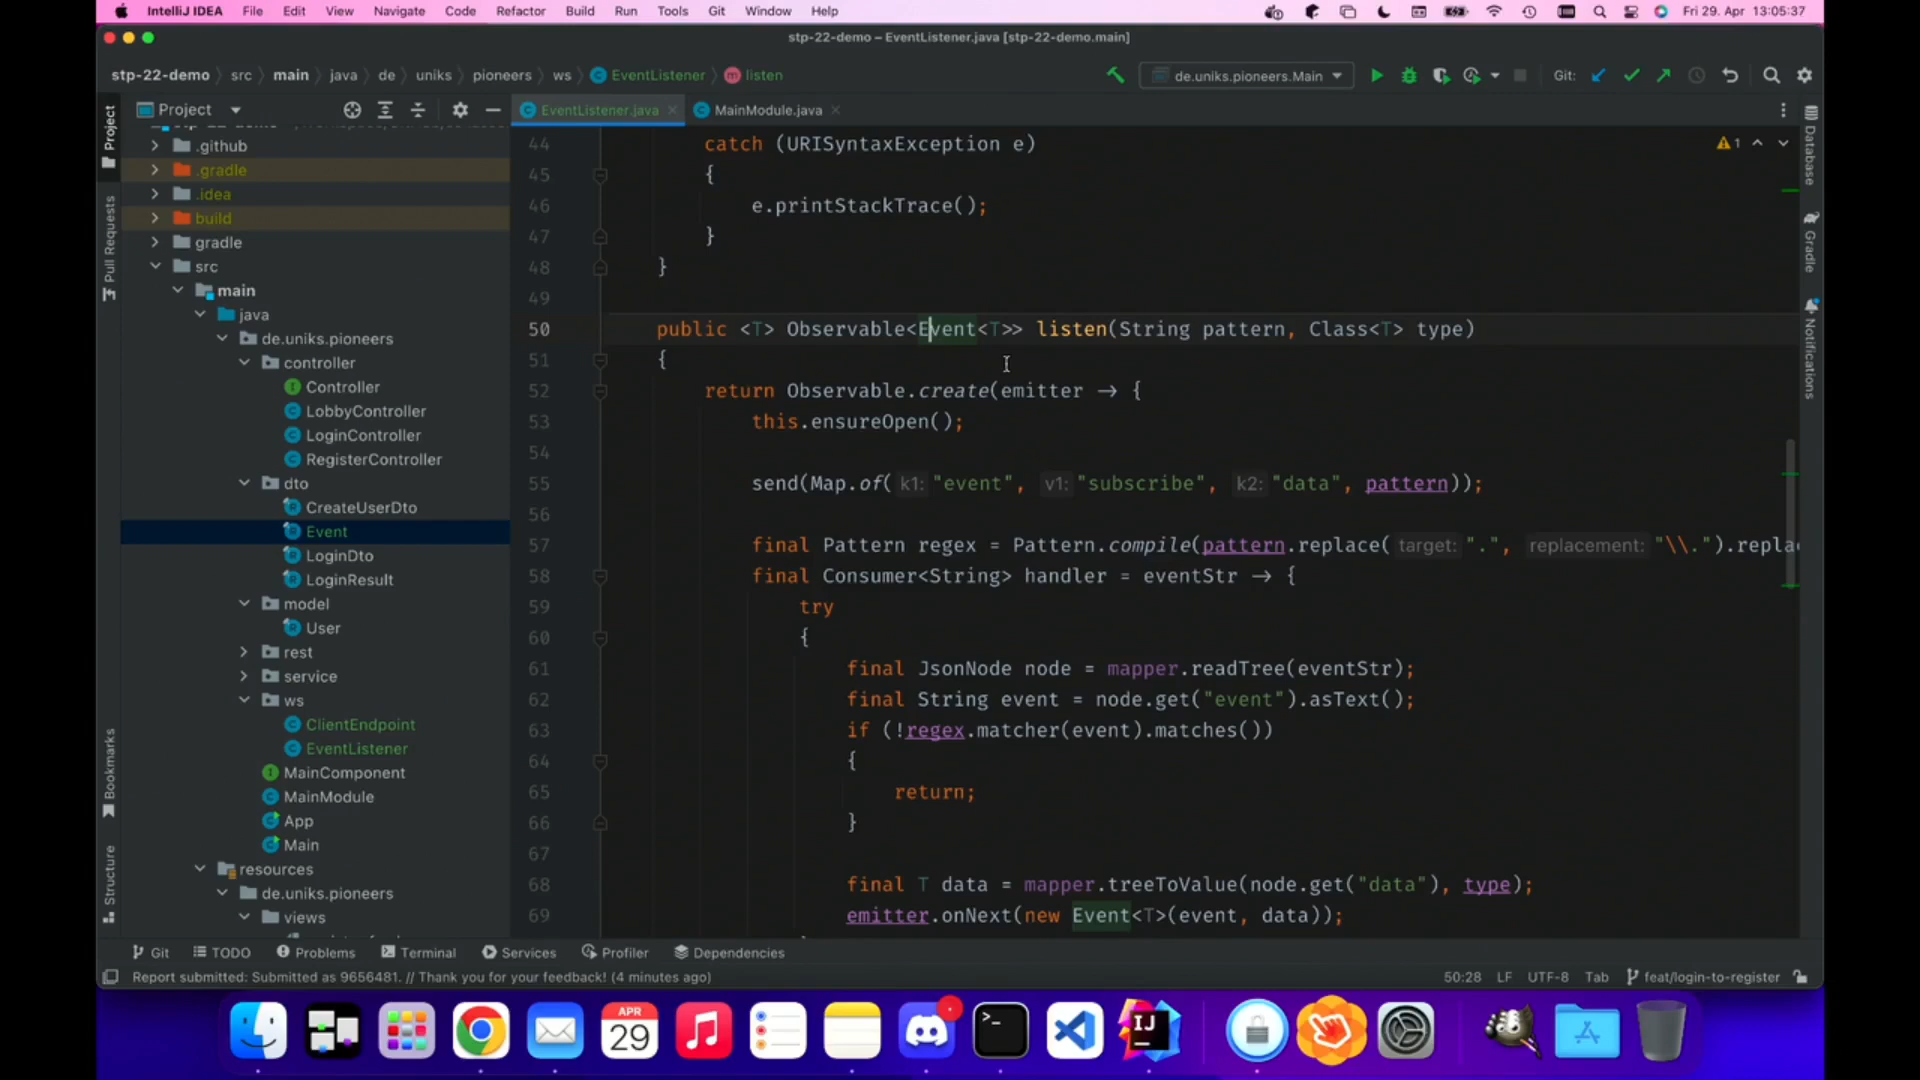 IntelliJ IDEA File Edit View Navigate Code Refactor Build Run Tools Git Window Help Fri 29. Apr 13:05:37
stp-22-demo – EventListener.java [stp-22-demo.main]
stp-22-demo src main java de uniks pioneers ws EventListener listen de.uniks.pioneers.Main Git:
Project EventListener.java MainModule.java
Project
Pull Requests
Bookmarks
Structure
.github
.gradle
.idea
build
gradle
src
main
java
de.uniks.pioneers
controller
Controller
LobbyController
LoginController
RegisterController
dto
CreateUserDto
Event
LoginDto
LoginResult
model
User
rest
service
ws
ClientEndpoint
EventListener
MainComponent
MainModule
App
Main
resources
de.uniks.pioneers
views
44 catch (URISyntaxException e)
45 {
46 e.printStackTrace();
47 }
48 }
49
50 public <T> Observable<Event<T>> listen(String pattern, Class<T> type)
51 {
52 return Observable.create(emitter → {
53 this.ensureOpen();
54
55 send(Map.of( k1: "event", v1: "subscribe", k2: "data", pattern));
56
57 final Pattern regex = Pattern.compile(pattern.replace( target: ".", replacement: "\\.").repla
58 final Consumer<String> handler = eventStr → {
59 try
60 {
61 final JsonNode node = mapper.readTree(eventStr);
62 final String event = node.get("event").asText();
63 if (!regex.matcher(event).matches())
64 {
65 return;
66 }
67
68 final T data = mapper.treeToValue(node.get("data"), type);
69 emitter.onNext(new Event<T>(event, data));
1
Database
Gradle
Notifications
Git TODO Problems Terminal Services Profiler Dependencies
Report submitted: Submitted as 9656481. // Thank you for your feedback! (4 minutes ago) 50:28 LF UTF-8 Tab feat/login-to-register
APR
29
>_
IJ